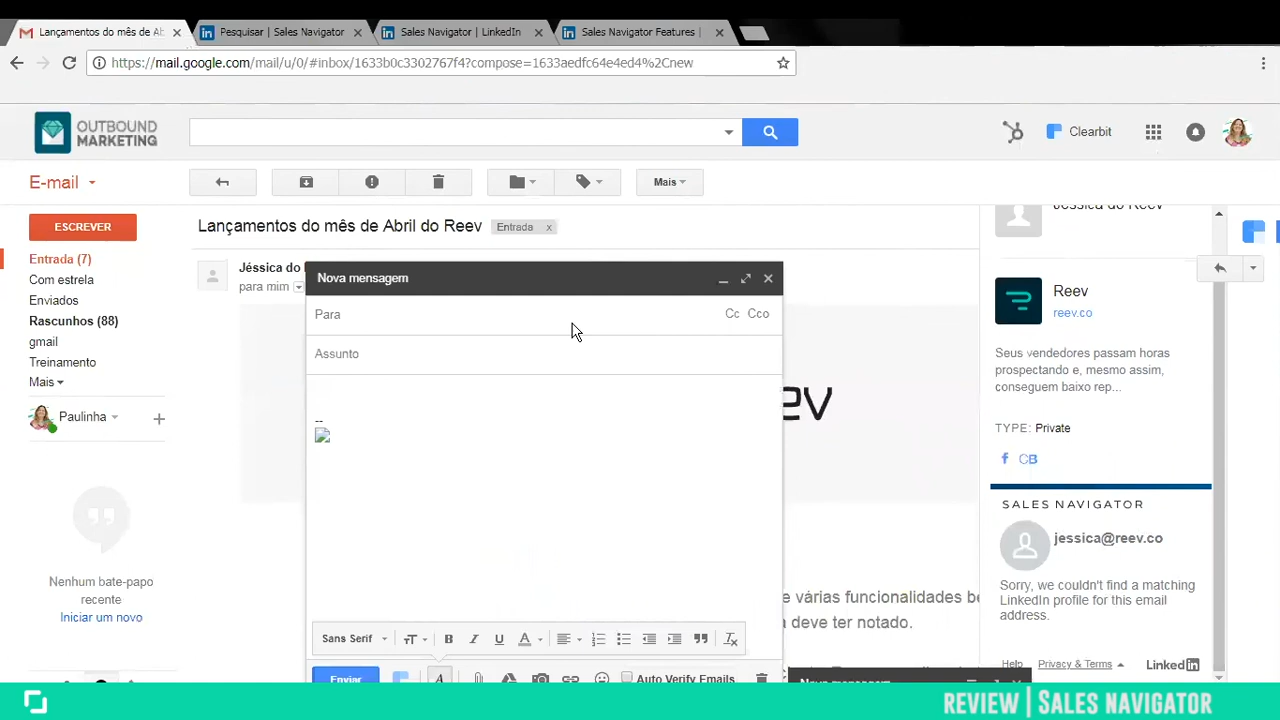 Lançamentos do mês de Ab
Pesquisar | Sales Navigator
Sales Navigator | LinkedIn
Sales Navigator Features |
https://mail.google.com/mail/u/0/#inbox/1633b0c3302767f4?compose=1633aedfc64e4ed4%2Cnew
OUTBOUND
MARKETING
Clearbit
E-mail
Mais
ESCREVER
Lançamentos do mês de Abril do Reev
Entrada x
Jéssica do Reev
Entrada (7)
Com estrela
Enviados
Rascunhos (88)
gmail
Treinamento
Mais
Paulinha
Jéssica do
para mim
Nova mensagem
Para
Cc Cco
Assunto
--
Reev
reev.co
Seus vendedores passam horas
prospectando e, mesmo assim,
conseguem baixo rep...
TYPE: Private
CB
SALES NAVIGATOR
jessica@reev.co
Sorry, we couldn't find a matching
LinkedIn profile for this email
address.
Nenhum bate-papo
recente
Iniciar um novo
e várias funcionalidades be
a deve ter notado.
Sans Serif
Enviar
Auto Verify Emails
Help
Privacy & Terms
LinkedIn
Nova mensagem
REVIEW | SALES NAVIGATOR